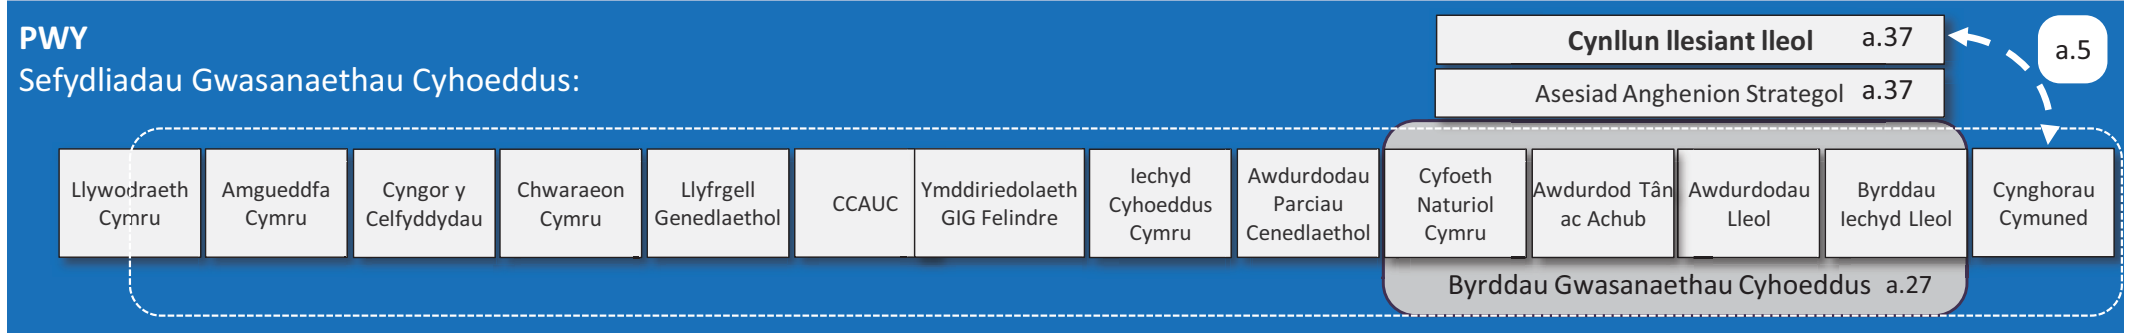 PWY
Sefydliadau Gwasanaethau Cyhoeddus:
Cynllun llesiant lleol a.37
a.5
Asesiad Anghenion Strategol a.37
Llywodraeth
Cymru
Amgueddfa
Cymru
Cyngor y
Celfyddydau
Chwaraeon
Cymru
Llyfrgell
Genedlaethol
CCAUC
Ymddiriedolaeth
GIG Felindre
Iechyd
Cyhoeddus
Cymru
Awdurdodau
Parciau
Cenedlaethol
Cyfoeth
Naturiol
Cymru
Awdurdod Tân
ac Achub
Awdurdodau
Lleol
Byrddau
Iechyd Lleol
Cynghorau
Cymuned
Byrddau Gwasanaethau Cyhoeddus a.27